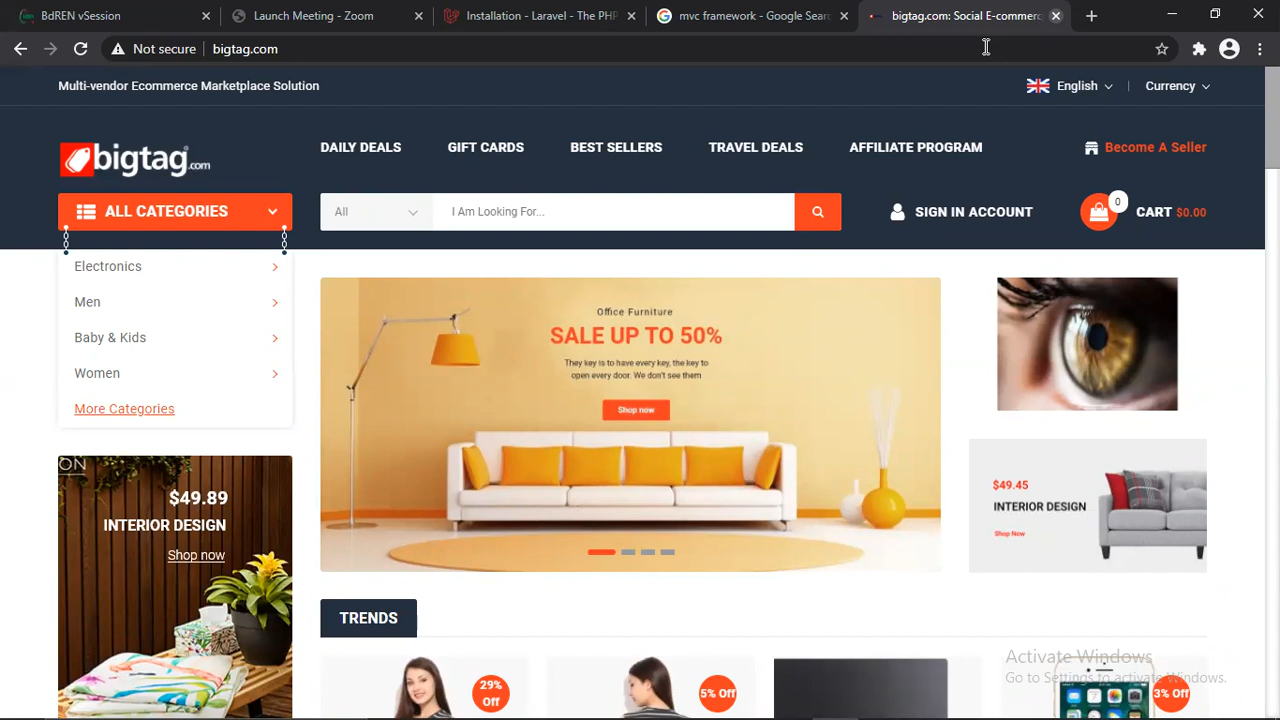 BdREN vSession
Launch Meeting - Zoom
Installation - Laravel - The PHP
mvc framework - Google Sear
bigtag.com: Social E-commerc
Not secure
bigtag.com
Multi-vendor Ecommerce Marketplace Solution
English
Currency
bigtag.com
DAILY DEALS
GIFT CARDS
BEST SELLERS
TRAVEL DEALS
AFFILIATE PROGRAM
Become A Seller
ALL CATEGORIES
All
I Am Looking For...
SIGN IN ACCOUNT
0
CART $0.00
Electronics
Men
Baby & Kids
Women
More Categories
Office Furniture
SALE UP TO 50%
They key is to have every key, the key to
open every door. We don't see them
Shop now
$49.45
INTERIOR DESIGN
Shop Now
ON
$49.89
INTERIOR DESIGN
Shop now
TRENDS
29%
Off
5% Off
3% Off
Activate Windows
Go to Settings to activate Windows.